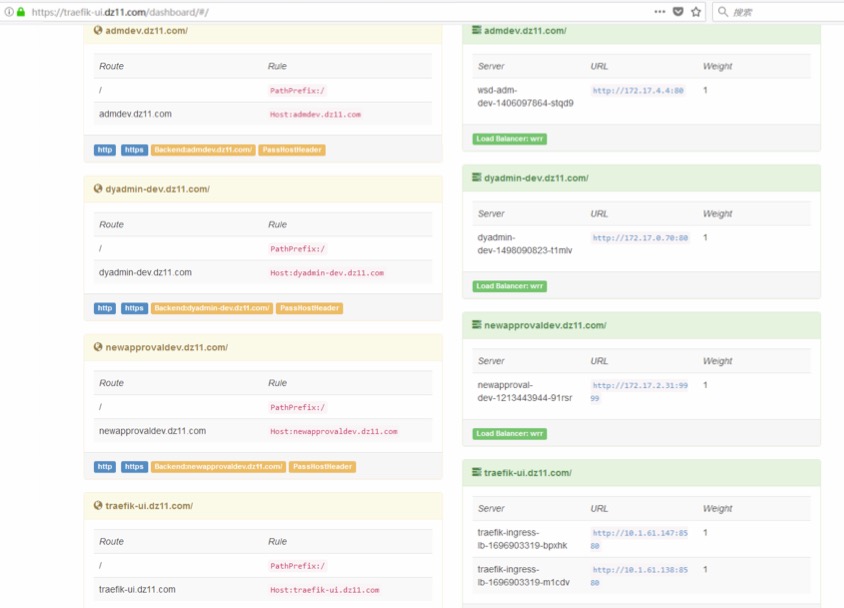 https://traefik-ui.dz11.com/dashboard/#/
搜索
admdev.dz11.com/
Route Rule
/ PathPrefix:/
admdev.dz11.com Host:admdev.dz11.com
http https Backend:admdev.dz11.com/ PassHostHeader
dyadmin-dev.dz11.com/
Route Rule
/ PathPrefix:/
dyadmin-dev.dz11.com Host:dyadmin-dev.dz11.com
http https Backend:dyadmin-dev.dz11.com/ PassHostHeader
newapprovaldev.dz11.com/
Route Rule
/ PathPrefix:/
newapprovaldev.dz11.com Host:newapprovaldev.dz11.com
http https Backend:newapprovaldev.dz11.com/ PassHostHeader
traefik-ui.dz11.com/
Route Rule
/ PathPrefix:/
traefik-ui.dz11.com Host:traefik-ui.dz11.com
admdev.dz11.com/
Server URL Weight
wsd-adm- http://172.17.4.4:80 1
dev-1406097864-stqd9
Load Balancer: wrr
dyadmin-dev.dz11.com/
Server URL Weight
dyadmin- http://172.17.0.70:80 1
dev-1498090823-t1mlv
Load Balancer: wrr
newapprovaldev.dz11.com/
Server URL Weight
newapproval- http://172.17.2.31:99 1
dev-1213443944-91rsr 99
Load Balancer: wrr
traefik-ui.dz11.com/
Server URL Weight
traefik-ingress- http://10.1.61.147:85 1
lb-1696903319-bpxhk 80
traefik-ingress- http://10.1.61.138:85 1
lb-1696903319-m1cdv 80